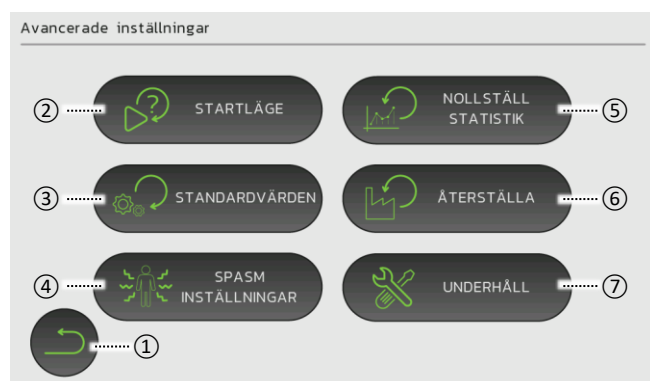 Avancerade inställningar
② STARTLÄGE
NOLLSTÄLL
STATISTIK ⑤
③ STANDARDVÄRDEN
ÅTERSTÄLLA ⑥
④ SPASM
INSTÄLLNINGAR
UNDERHÅLL ⑦
①